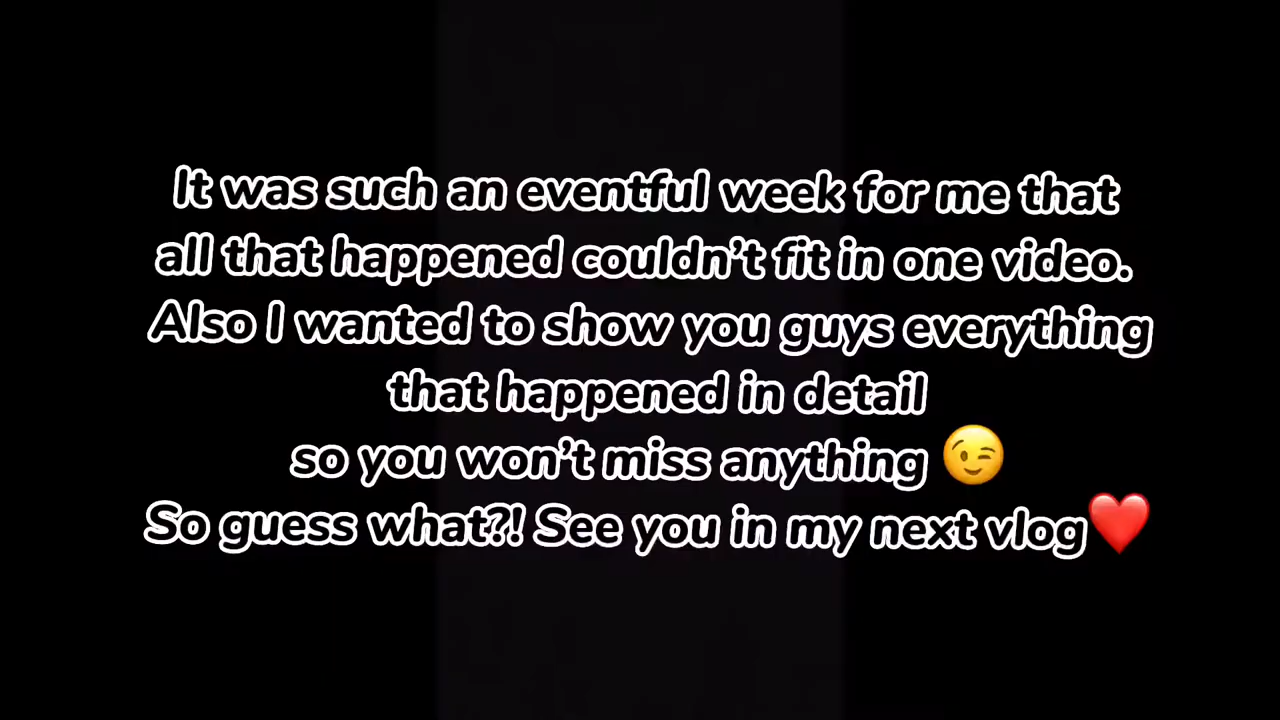 It was such an eventful week for me that
all that happened couldn’t fit in one video.
Also I wanted to show you guys everything
that happened in detail
so you won’t miss anything 😉
So guess what?! See you in my next vlog❤️